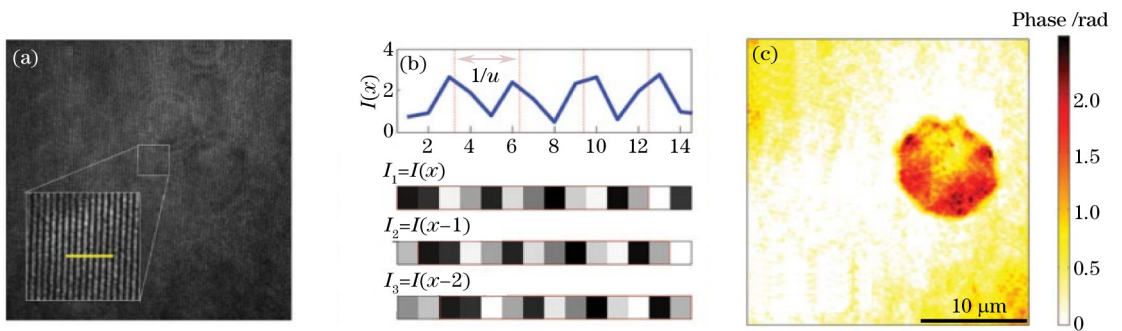 (a)
(b)
I(x)
4
2
0
1/u
2 4 6 8 10 12 14
I₁=I(x)
I₂=I(x−1)
I₃=I(x−2)
(c)
10 μm
Phase /rad
2.0
1.5
1.0
0.5
0